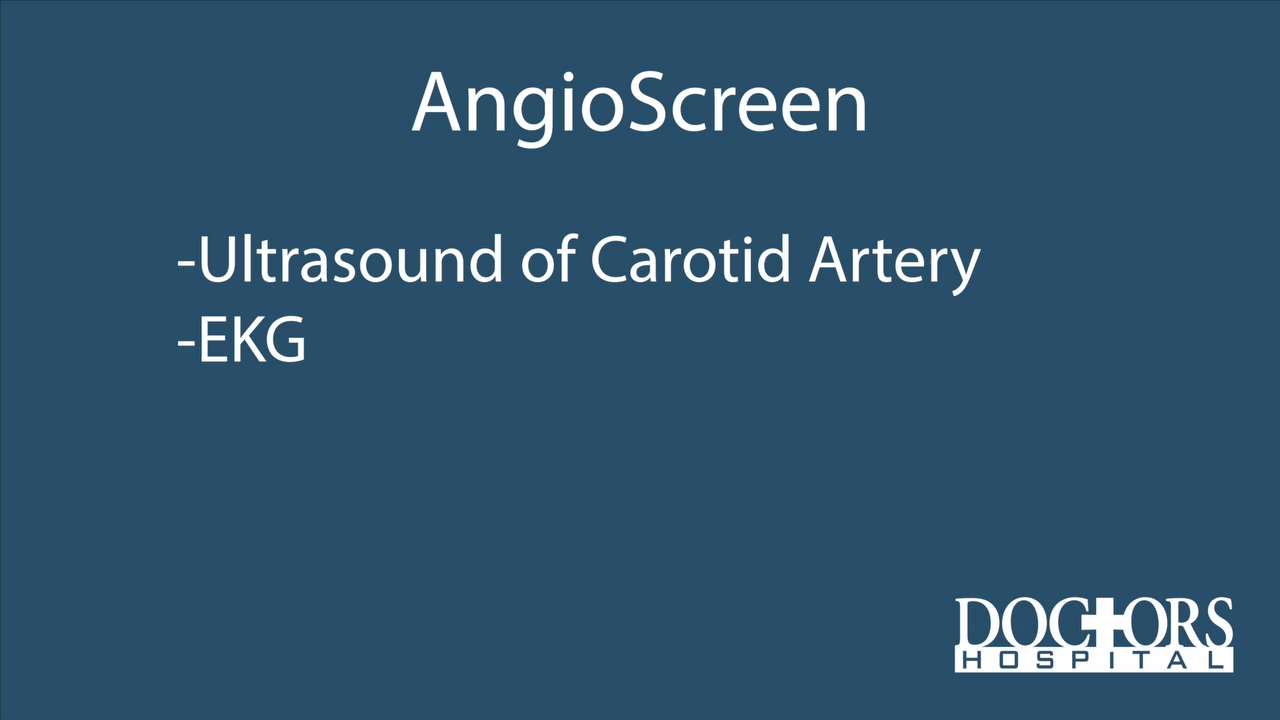 AngioScreen
-Ultrasound of Carotid Artery
-EKG
DOCTORS
HOSPITAL